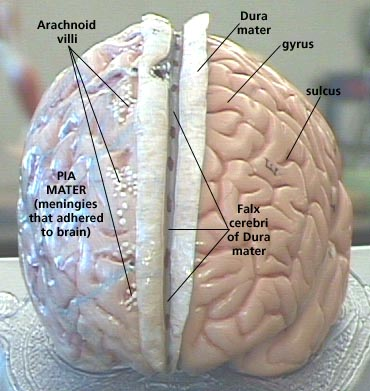 Arachnoid
villi
Dura
mater
gyrus
sulcus
PIA
MATER
(meningies
that adhered
to brain)
Falx
cerebri
of Dura
mater